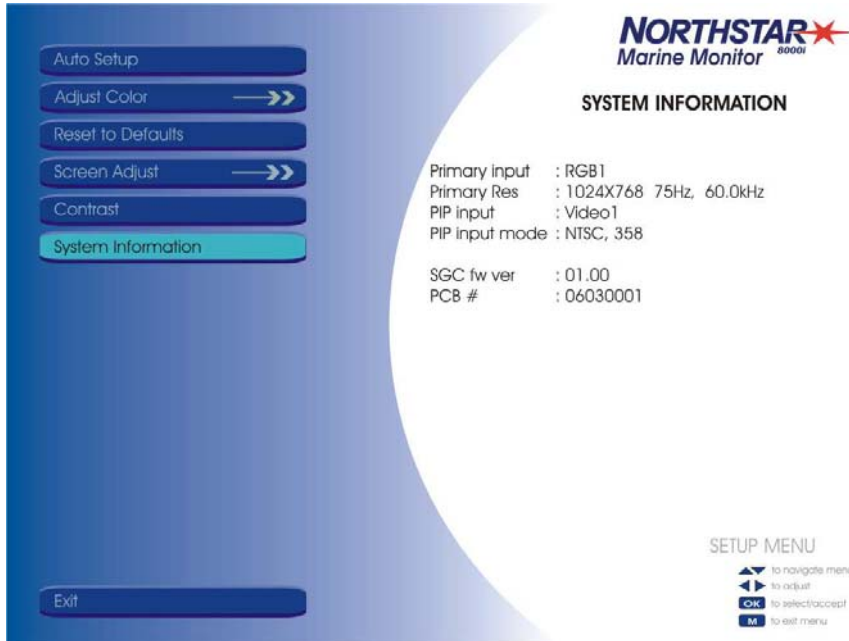 Auto Setup
Adjust Color
Reset to Defaults
Screen Adjust
Contrast
System Information
Exit
NORTHSTAR
Marine Monitor 8000i
SYSTEM INFORMATION
Primary input : RGB1
Primary Res : 1024X768 75Hz, 60.0kHz
PIP input : Video1
PIP input mode : NTSC, 358
SGC fw ver : 01.00
PCB # : 06030001
SETUP MENU
to navigate menu
to adjust
OK to select/accept
M to exit menu